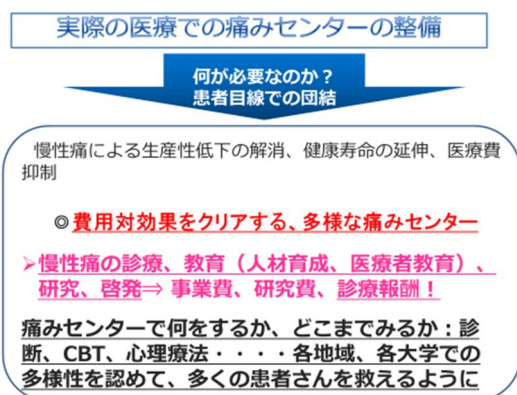 実際の医療での痛みセンターの整備
何が必要なのか？
患者目線での団結
慢性痛による生産性低下の解消、健康寿命の延伸、医療費
抑制
◎費用対効果をクリアする、多様な痛みセンター
➢慢性痛の診療、教育（人材育成、医療者教育）、
研究、啓発⇒ 事業費、研究費、診療報酬！
痛みセンターで何をするか、どこまでみるか：診
断、CBT、心理療法・・・・各地域、各大学での
多様性を認めて、多くの患者さんを救えるように